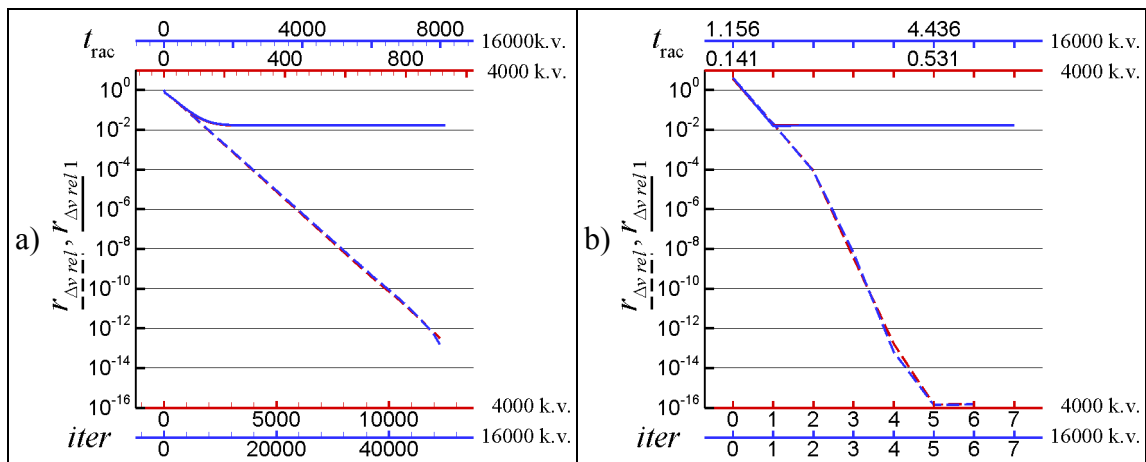 a)
t_rac
0 4000 8000
16000k.v.
0 400 800
4000 k.v.
r_Δv rel, r_Δv rel 1
10^0
10^-2
10^-4
10^-6
10^-8
10^-10
10^-12
10^-14
10^-16
4000 k.v.
0 5000 10000
iter
16000 k.v.
0 20000 40000
b)
t_rac
1.156 4.436
16000 k.v.
0.141 0.531
4000 k.v.
r_Δv rel, r_Δv rel 1
10^0
10^-2
10^-4
10^-6
10^-8
10^-10
10^-12
10^-14
10^-16
4000 k.v.
0 1 2 3 4 5 6 7
iter
16000 k.v.
0 1 2 3 4 5 6 7